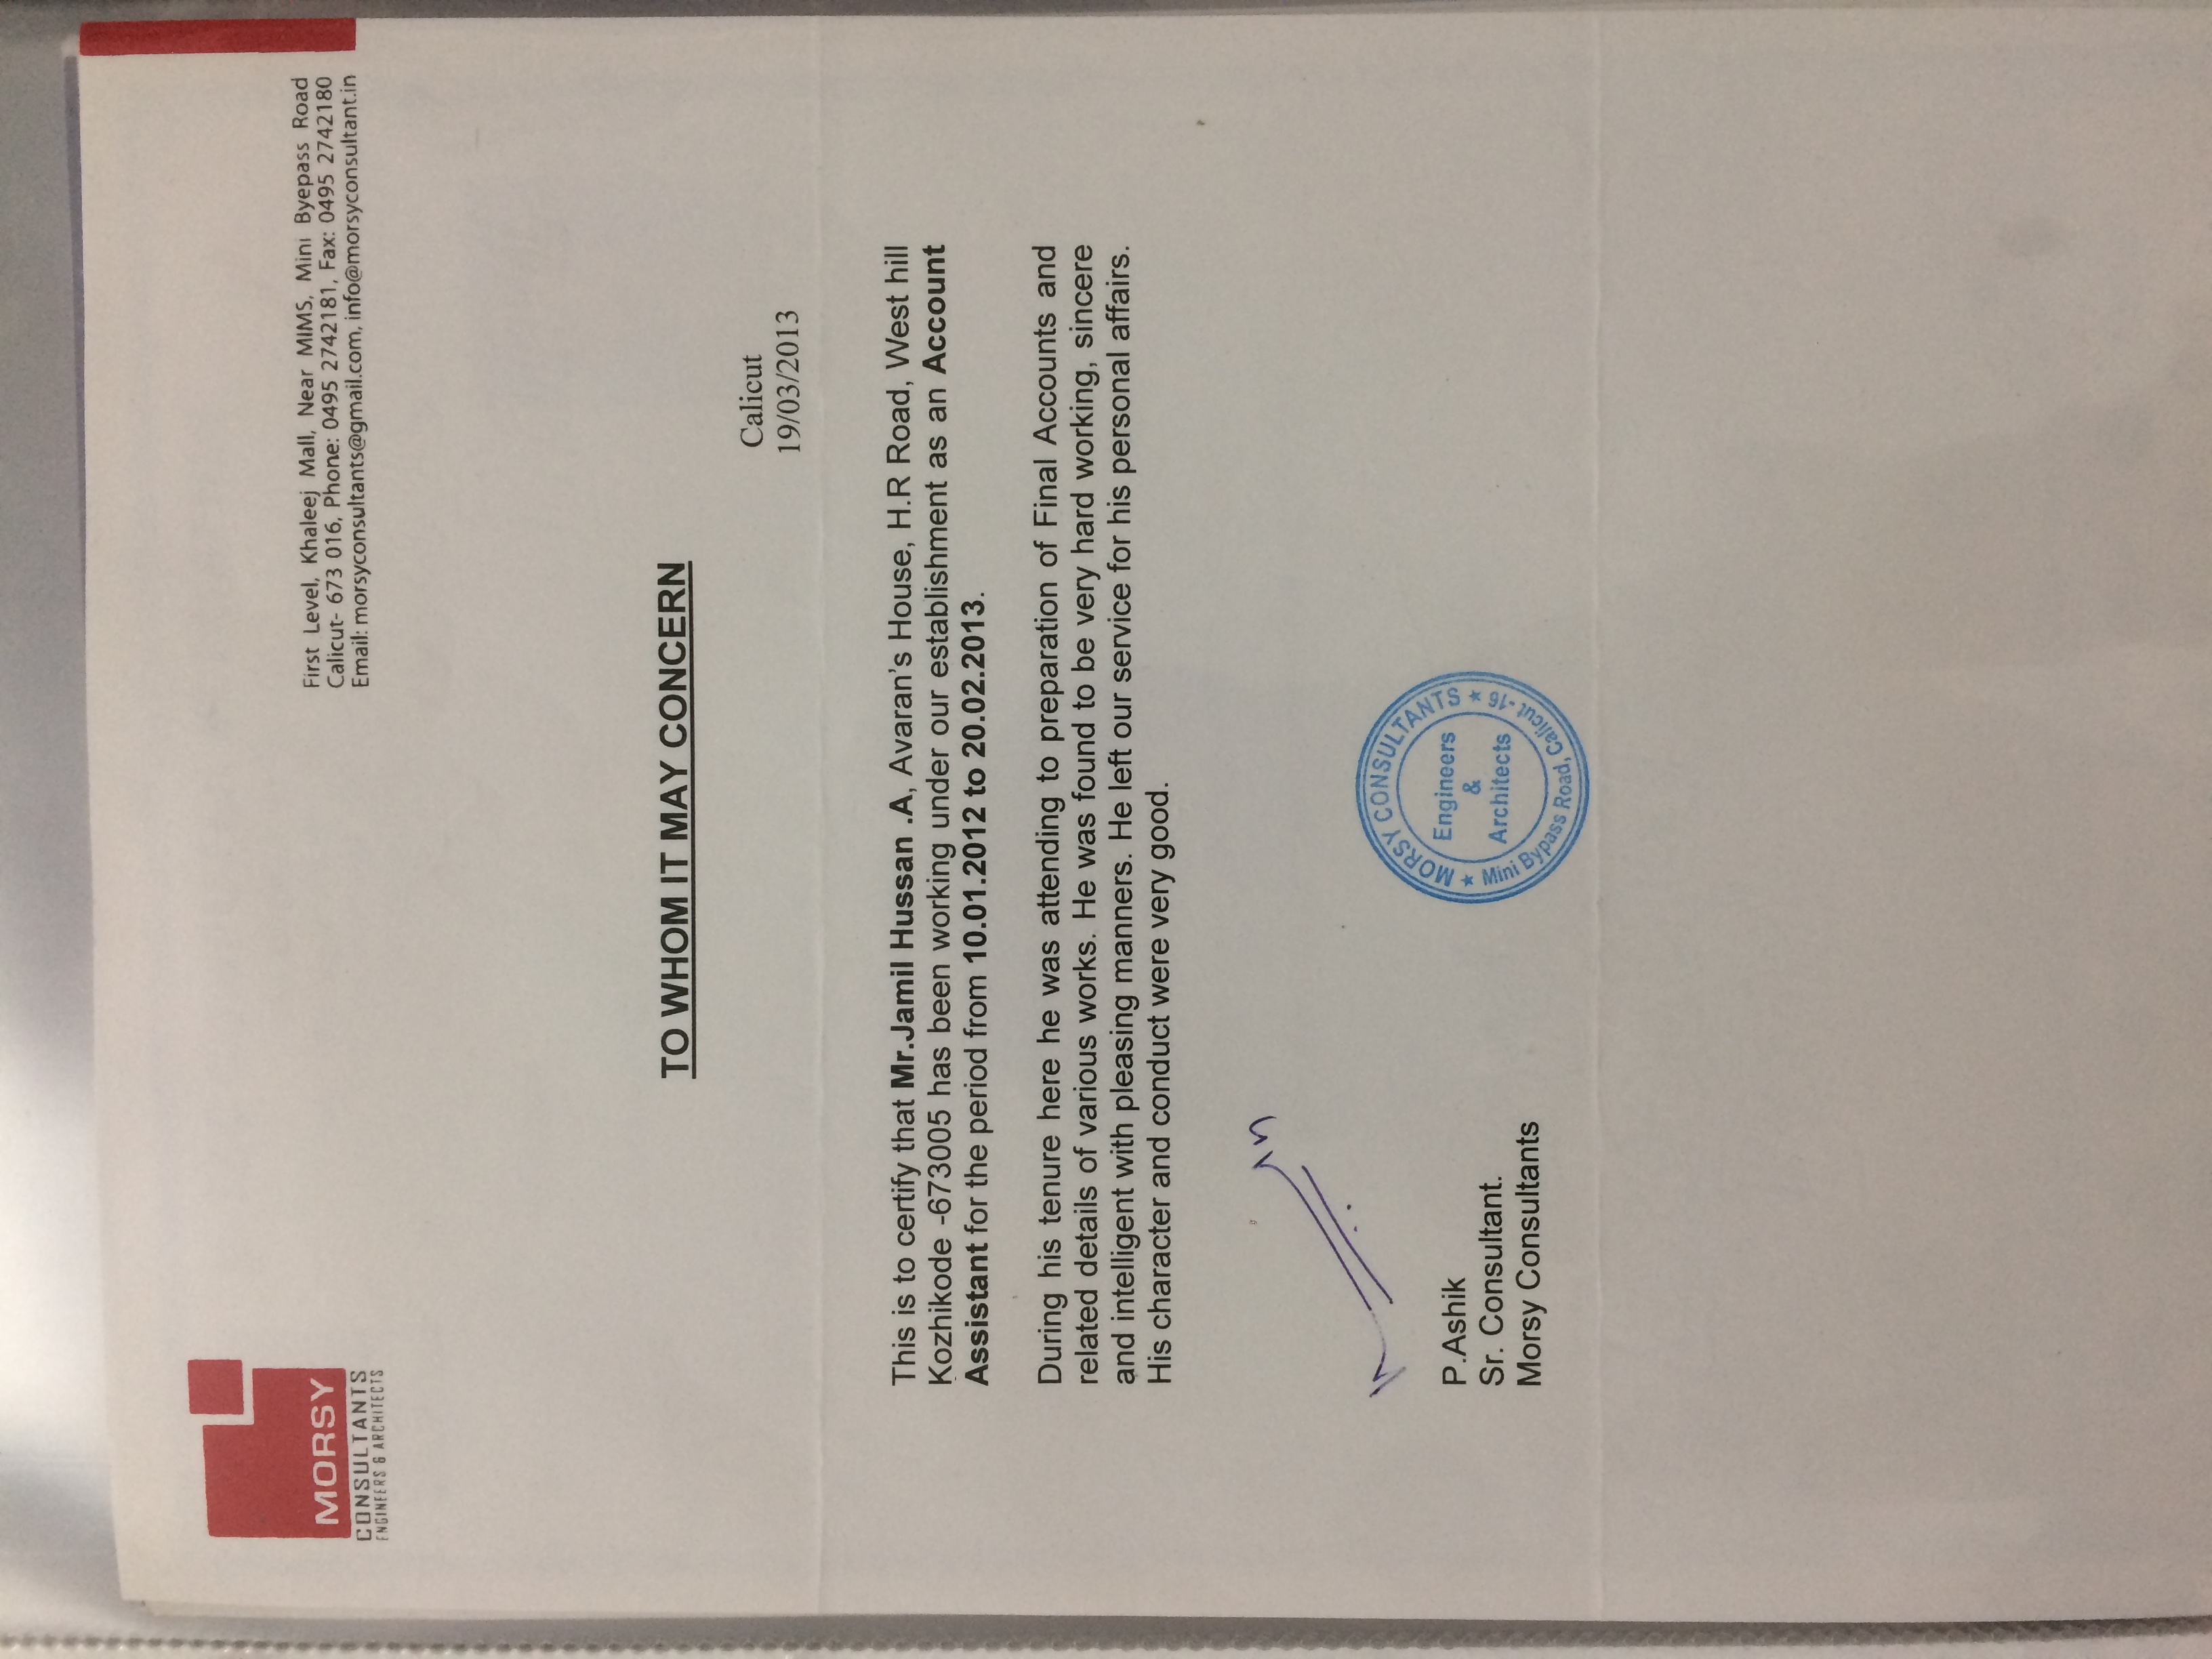 MORSY
CONSULTANTS
ENGINEERS & ARCHITECTS
First Level, Khaleej Mall, Near MIMS, Mini Byepass Road
Calicut- 673 016, Phone: 0495 2742181, Fax: 0495 2742180
Email: morsyconsultants@gmail.com, info@morsyconsultant.in
TO WHOM IT MAY CONCERN
Calicut
19/03/2013
This is to certify that Mr.Jamil Hussan .A, Avaran's House, H.R Road, West hill
Kozhikode -673005 has been working under our establishment as an Account
Assistant for the period from 10.01.2012 to 20.02.2013.
During his tenure here he was attending to preparation of Final Accounts and
related details of various works. He was found to be very hard working, sincere
and intelligent with pleasing manners. He left our service for his personal affairs.
His character and conduct were very good.
P.Ashik
Sr. Consultant.
Morsy Consultants
★ MORSY CONSULTANTS ★
Engineers
&
Architects
Mini Bypass Road, Calicut -16